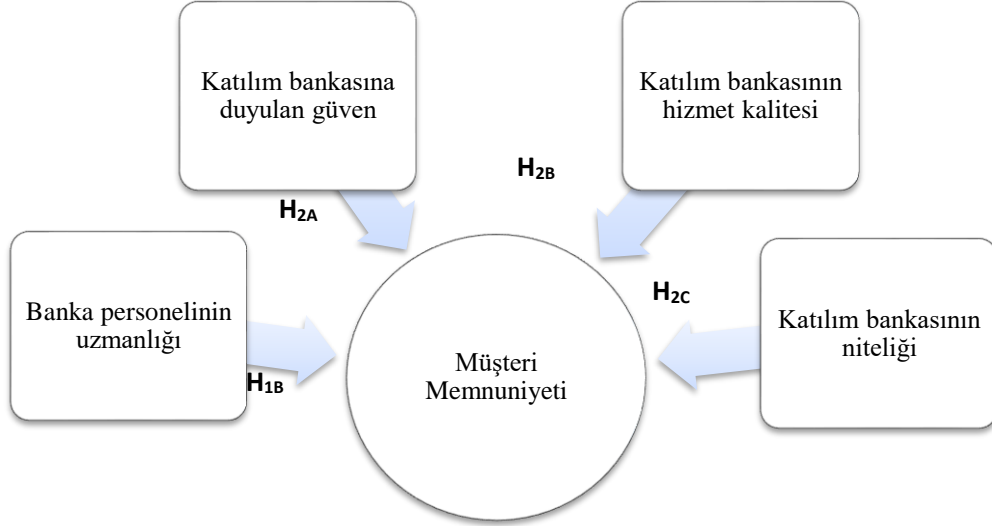 Katılım bankasına
duyulan güven
Katılım bankasının
hizmet kalitesi
H2B
H2A
Banka personelinin
uzmanlığı
H1B
H2C
Katılım bankasının
niteliği
Müşteri
Memnuniyeti